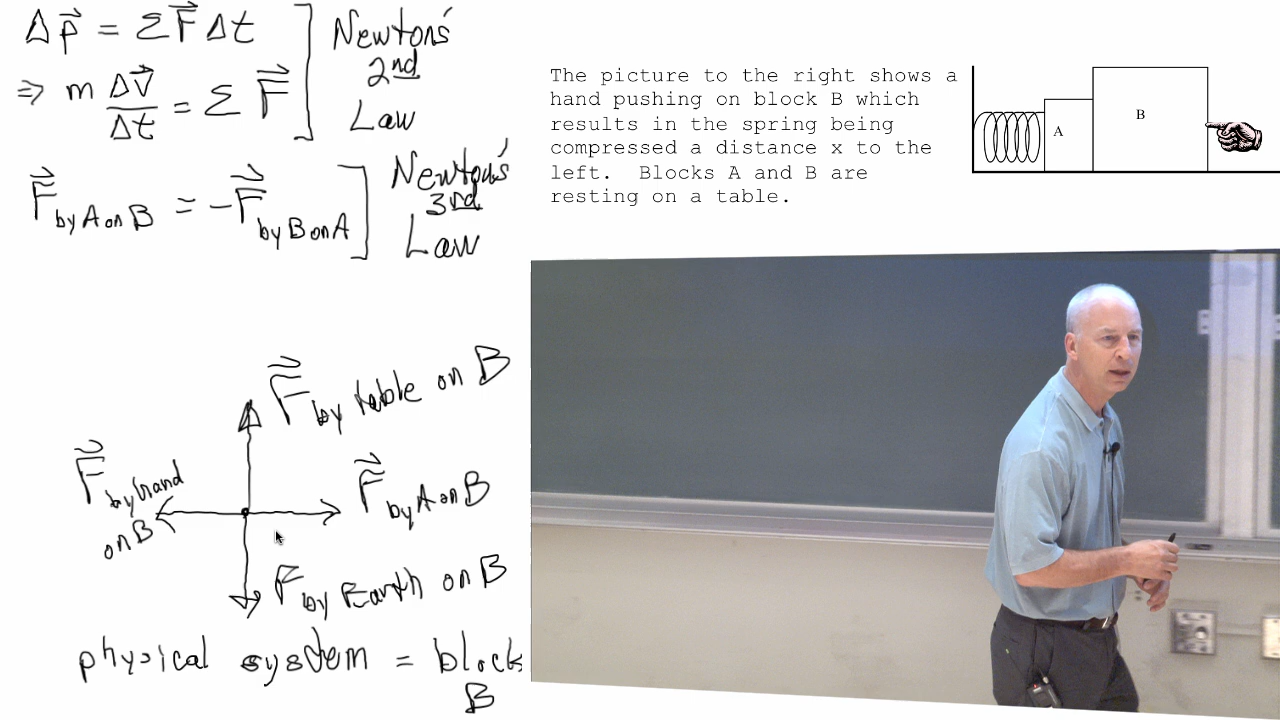 Δp⃗ = ΣF⃗ Δt
⇒ m Δv⃗/Δt = Σ F⃗
Newtons'
2nd
Law
F⃗ by A on B = -F⃗ by B on A
Newton's
3rd
Law
The picture to the right shows a
hand pushing on block B which
results in the spring being
compressed a distance x to the
left. Blocks A and B are
resting on a table.
A
B
F⃗ by table on B
F⃗ by hand
on B
F⃗ by A on B
F by Earth on B
physical system = block
B